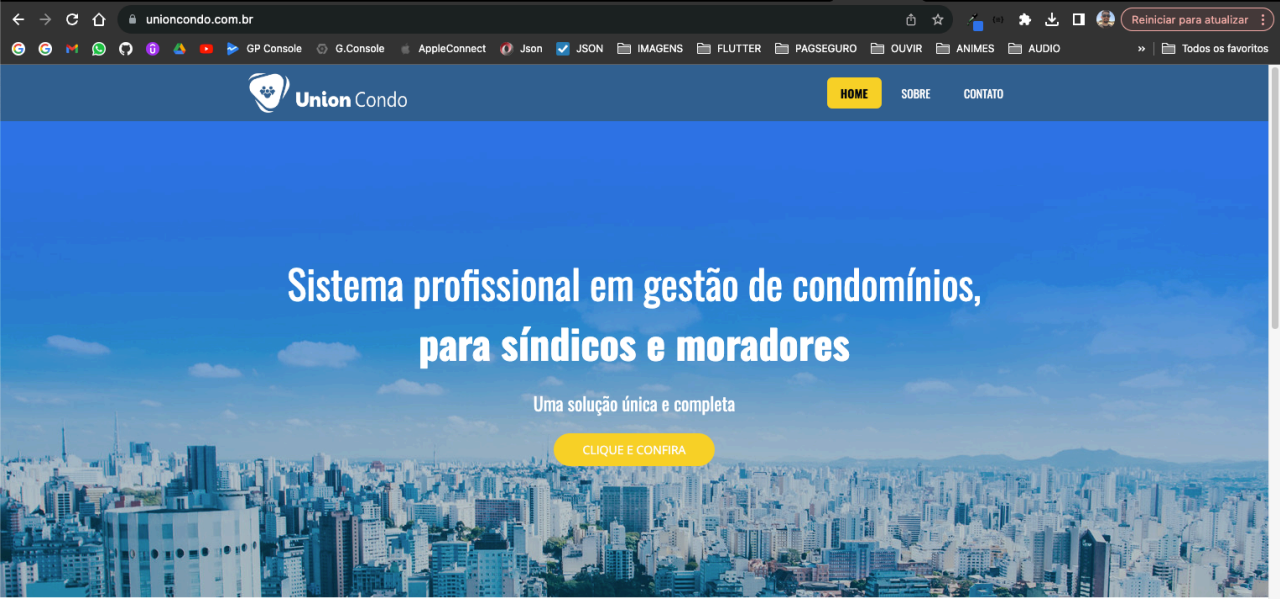 unioncondo.com.br
Reiniciar para atualizar
GP Console G.Console AppleConnect Json JSON IMAGENS FLUTTER PAGSEGURO OUVIR ANIMES AUDIO » Todos os favoritos
Union Condo
HOME SOBRE CONTATO
Sistema profissional em gestão de condomínios,
para síndicos e moradores
Uma solução única e completa
CLIQUE E CONFIRA